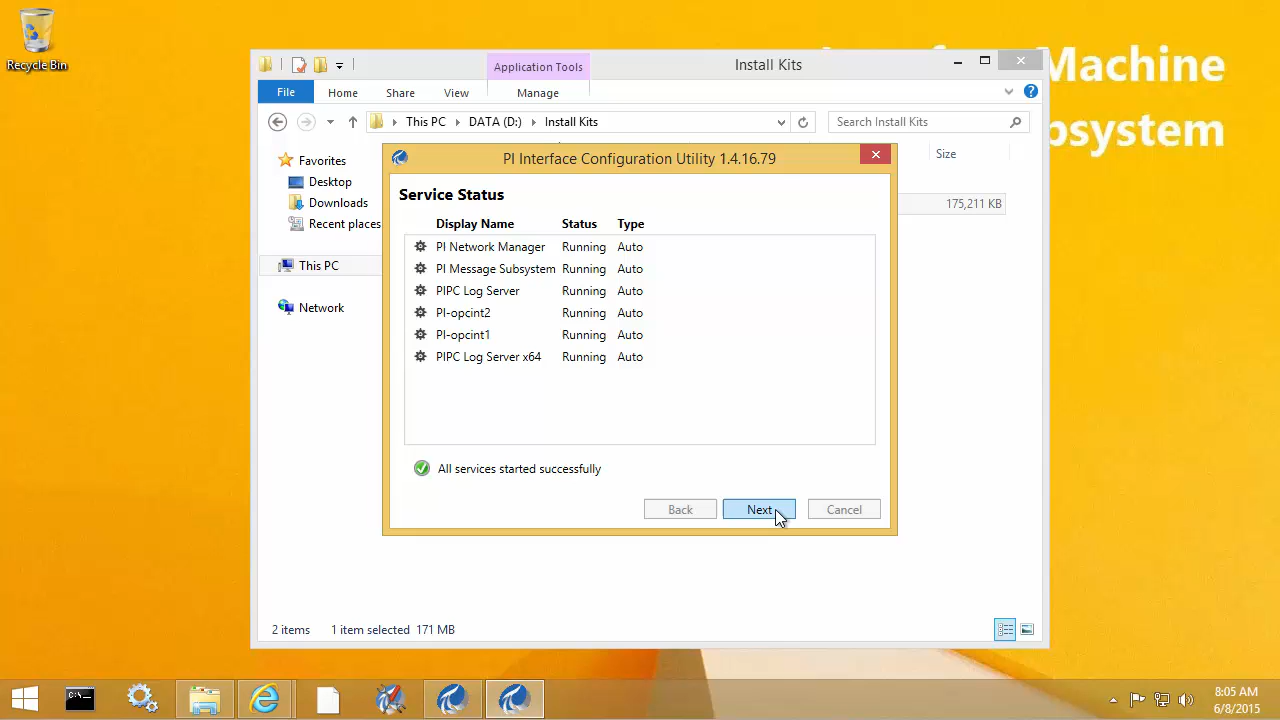 Recycle Bin
Machine
bsystem
Application Tools
Install Kits
File
Home
Share
View
Manage
This PC
DATA (D:)
Install Kits
Search Install Kits
Favorites
Desktop
Downloads
Recent places
This PC
Network
Size
175,211 KB
PI Interface Configuration Utility 1.4.16.79
Service Status
Display Name Status Type
PI Network Manager Running Auto
PI Message Subsystem Running Auto
PIPC Log Server Running Auto
PI-opcint2 Running Auto
PI-opcint1 Running Auto
PIPC Log Server x64 Running Auto
All services started successfully
Back
Next
Cancel
2 items 1 item selected 171 MB
C:\_
8:05 AM
6/8/2015